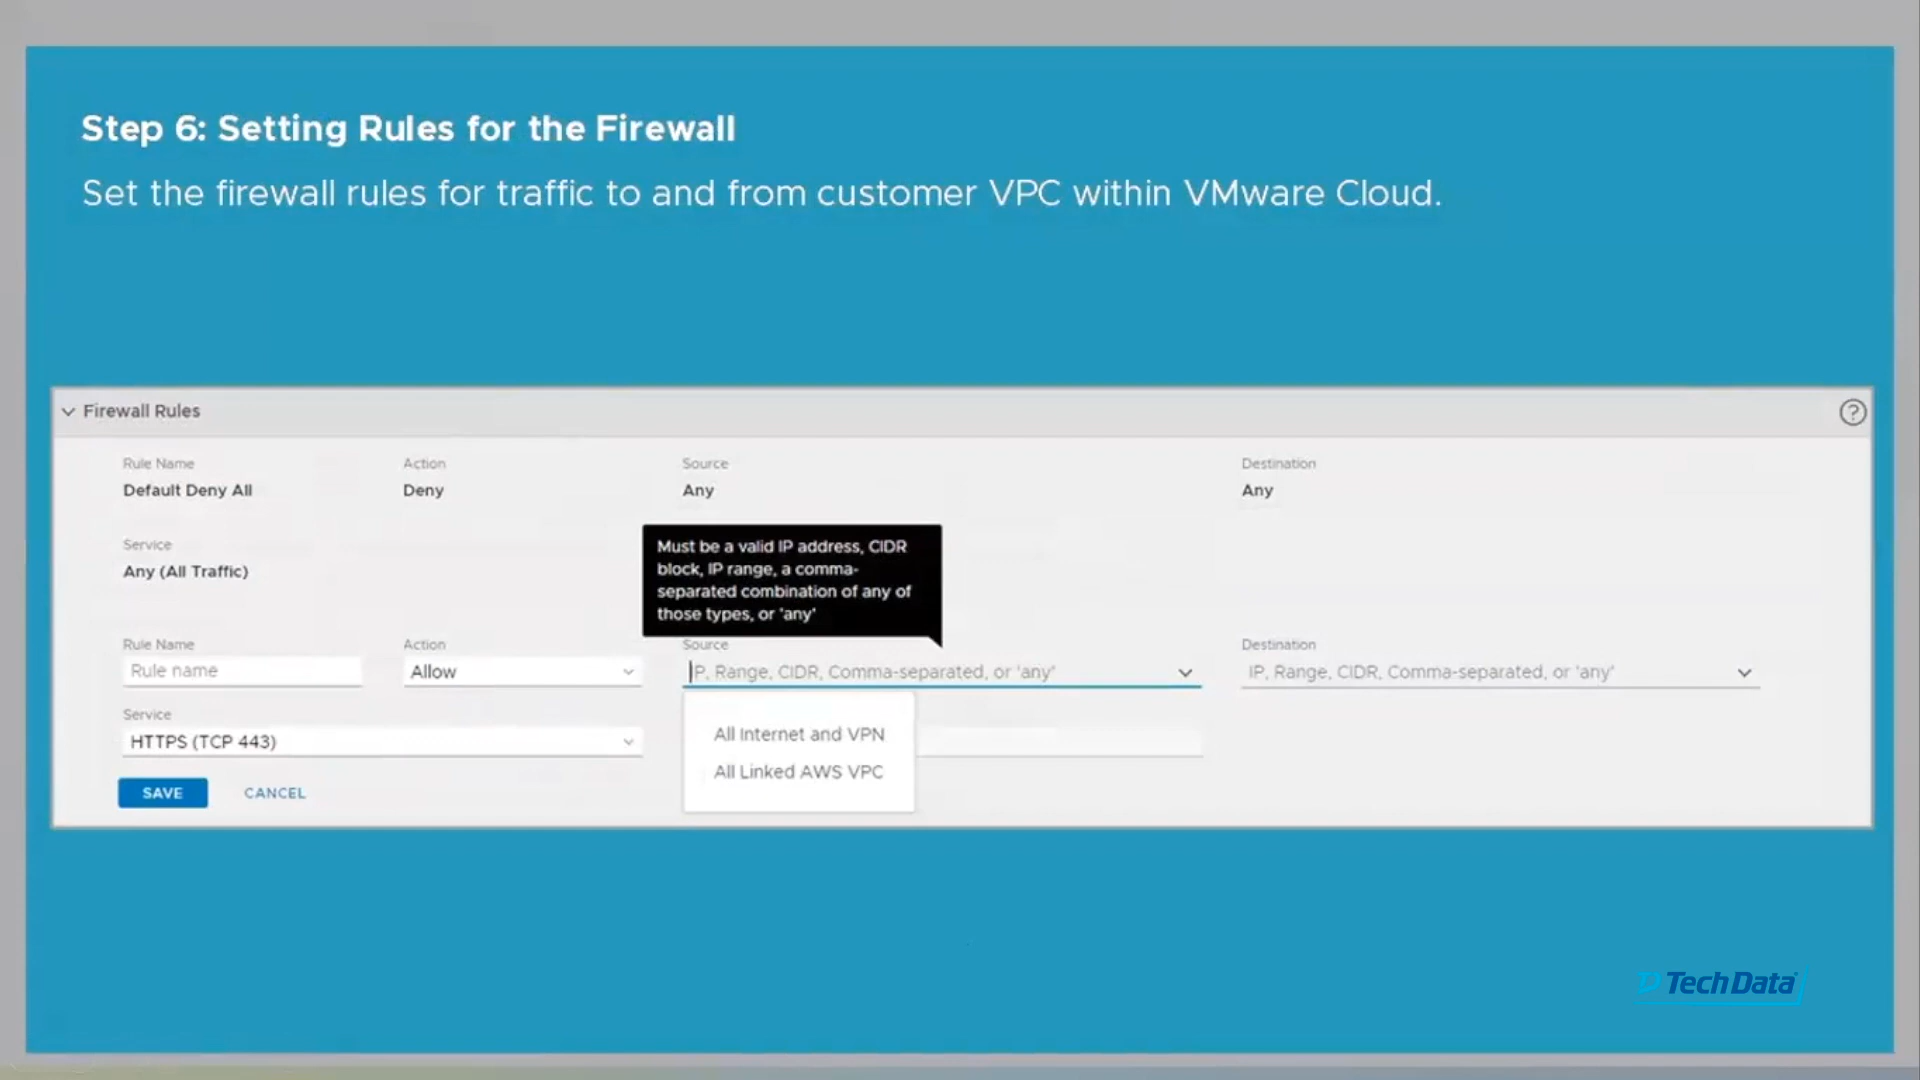 Step 6: Setting Rules for the Firewall
Set the firewall rules for traffic to and from customer VPC within VMware Cloud.
Firewall Rules
?
Rule Name Action Source Destination
Default Deny All Deny Any Any
Service
Any (All Traffic)
Must be a valid IP address, CIDR
block, IP range, a comma-
separated combination of any of
those types, or 'any'
Rule Name Action Source Destination
Rule name Allow IP, Range, CIDR, Comma-separated, or 'any' IP, Range, CIDR, Comma-separated, or 'any'
Service
HTTPS (TCP 443)
All Internet and VPN
All Linked AWS VPC
SAVE CANCEL
Tech Data